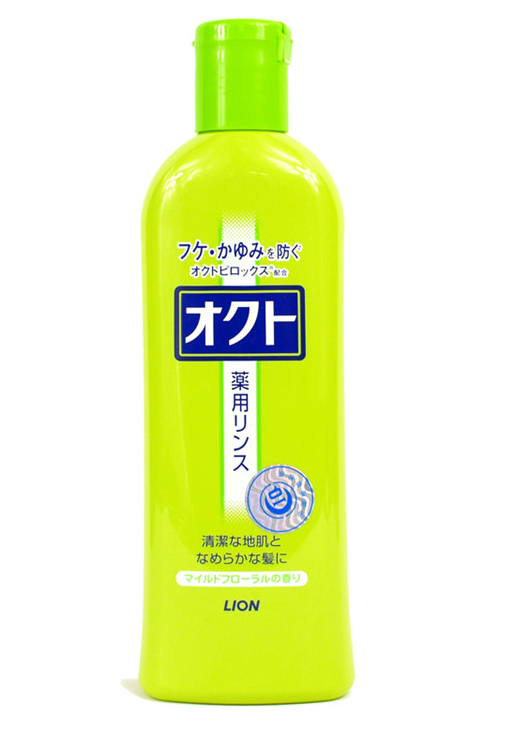 フケ・かゆみを防ぐ
オクトピロックス®配合
オクト
薬用リンス
清潔な地肌と
なめらかな髪に
マイルドフローラルの香り
LION